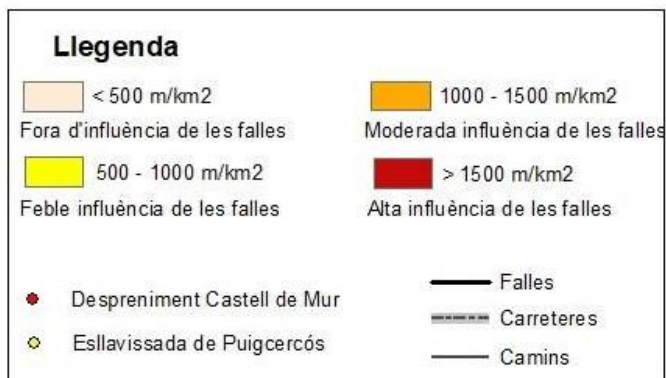 Llegenda
< 500 m/km2
1000 - 1500 m/km2
Fora d'influència de les falles
Moderada influència de les falles
500 - 1000 m/km2
> 1500 m/km2
Feble influència de les falles
Alta influència de les falles
Despreniment Castell de Mur
Esllavissada de Puigcercós
Falles
Carreteres
Camins